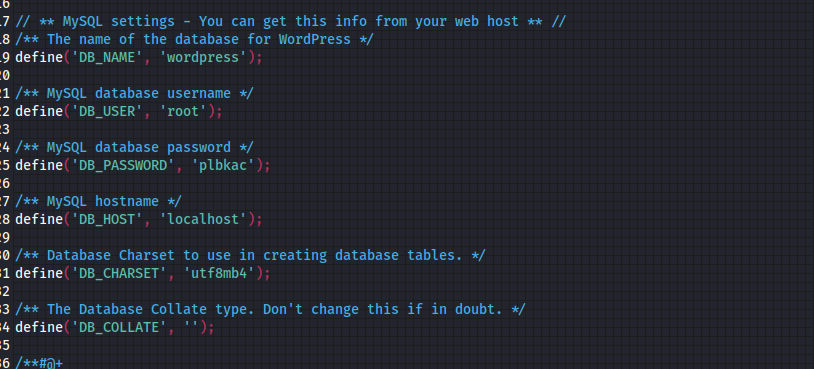 16
17 // ** MySQL settings - You can get this info from your web host ** //
18 /** The name of the database for WordPress */
19 define('DB_NAME', 'wordpress');
20
21 /** MySQL database username */
22 define('DB_USER', 'root');
23
24 /** MySQL database password */
25 define('DB_PASSWORD', 'plbkac');
26
27 /** MySQL hostname */
28 define('DB_HOST', 'localhost');
29
30 /** Database Charset to use in creating database tables. */
31 define('DB_CHARSET', 'utf8mb4');
32
33 /** The Database Collate type. Don't change this if in doubt. */
34 define('DB_COLLATE', '');
35
36 /**#@+